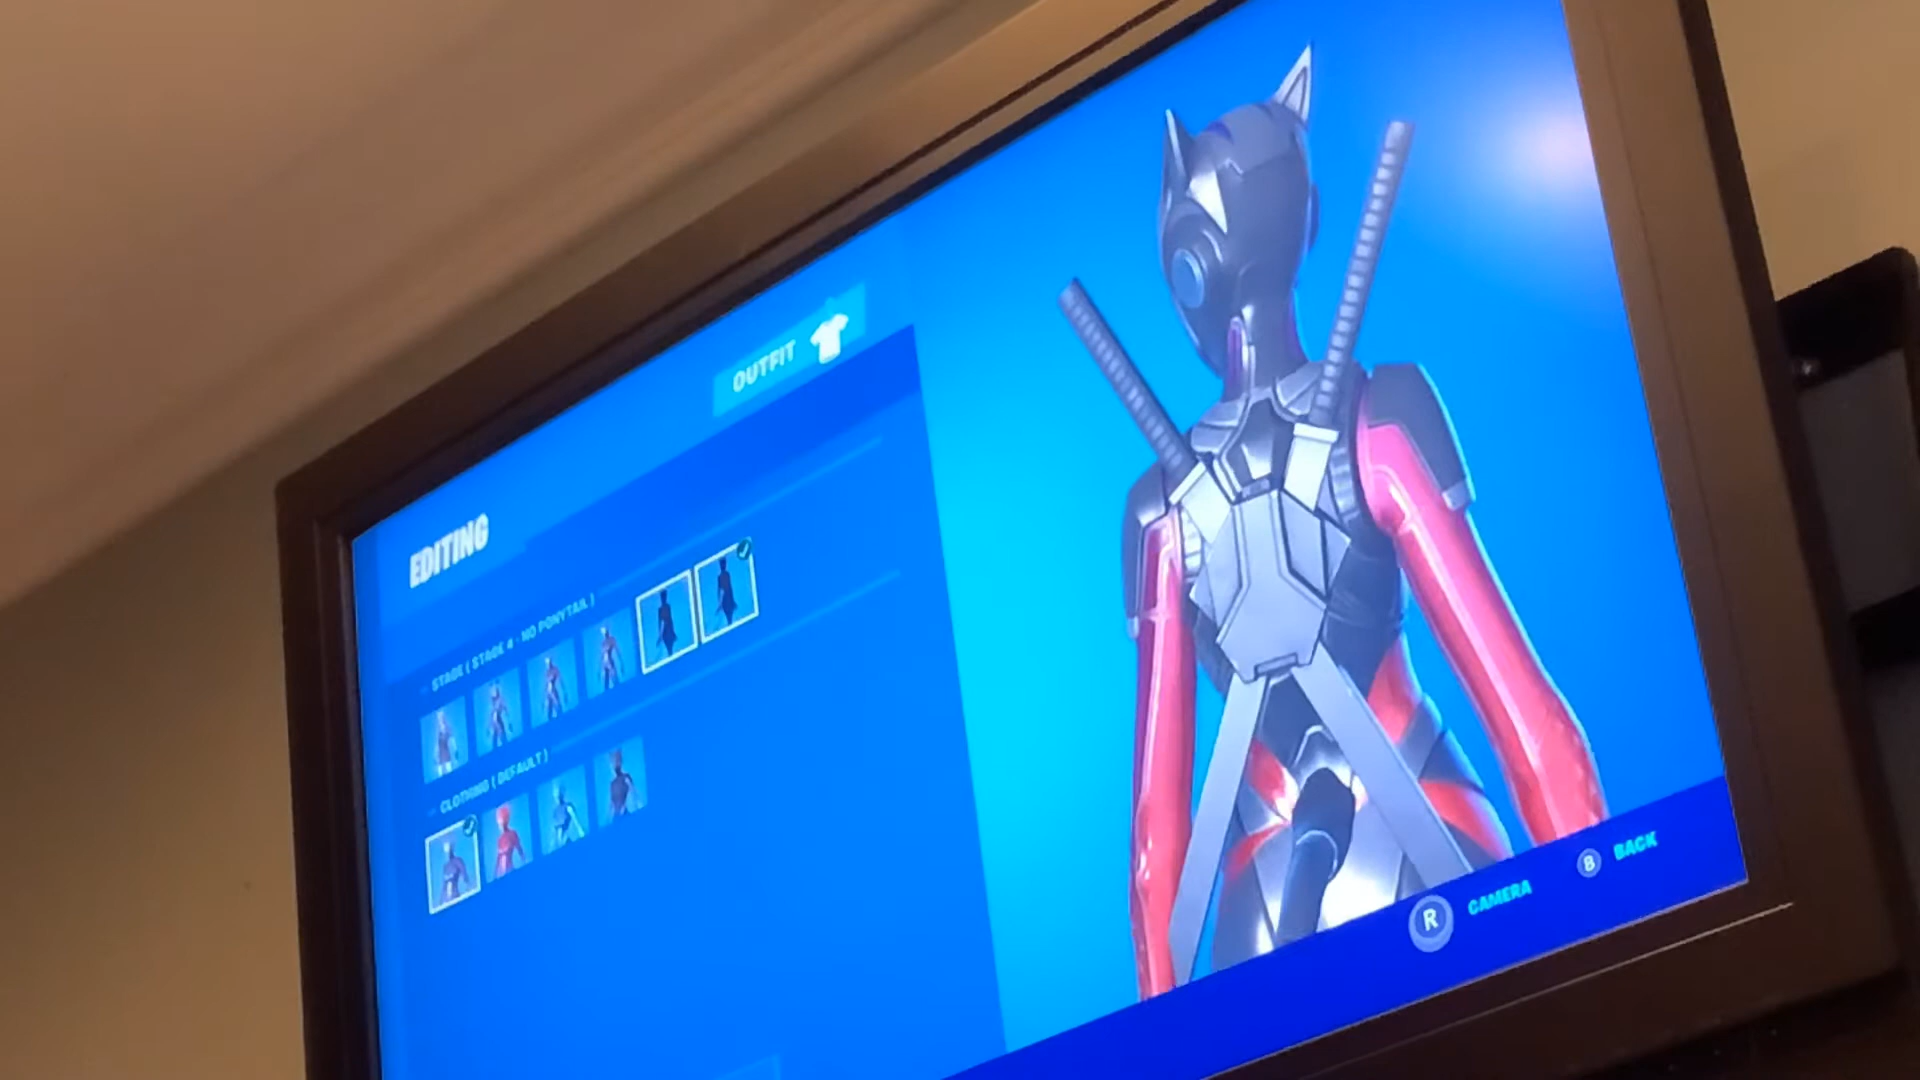 OUTFIT
EDITING
STAGE ( STAGE 4 - NO PONYTAIL )
CLOTHING ( DEFAULT )
R CAMERA
B BACK